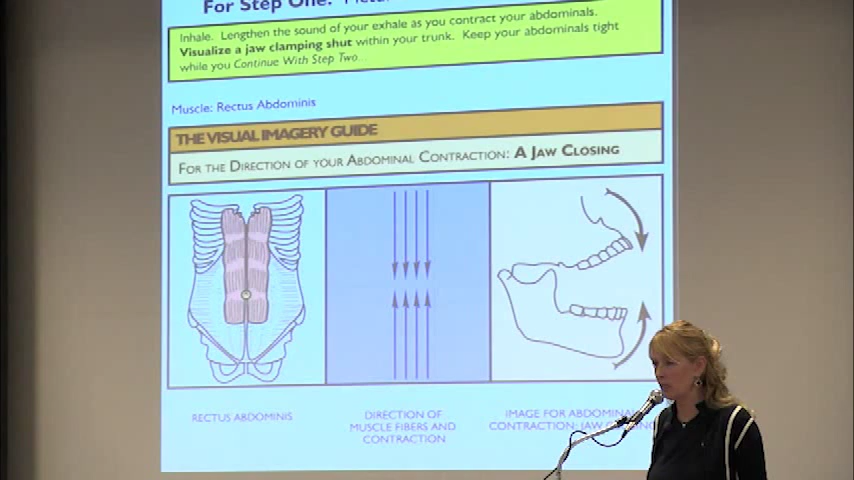 For Step One:
Inhale. Lengthen the sound of your exhale as you contract your abdominals.
Visualize a jaw clamping shut within your trunk. Keep your abdominals tight
while you Continue With Step Two...
Muscle: Rectus Abdominis
THE VISUAL IMAGERY GUIDE
FOR THE DIRECTION OF YOUR ABDOMINAL CONTRACTION: A JAW CLOSING
RECTUS ABDOMINIS
DIRECTION OF
MUSCLE FIBERS AND
CONTRACTION
IMAGE FOR ABDOMINAL
CONTRACTION: JAW